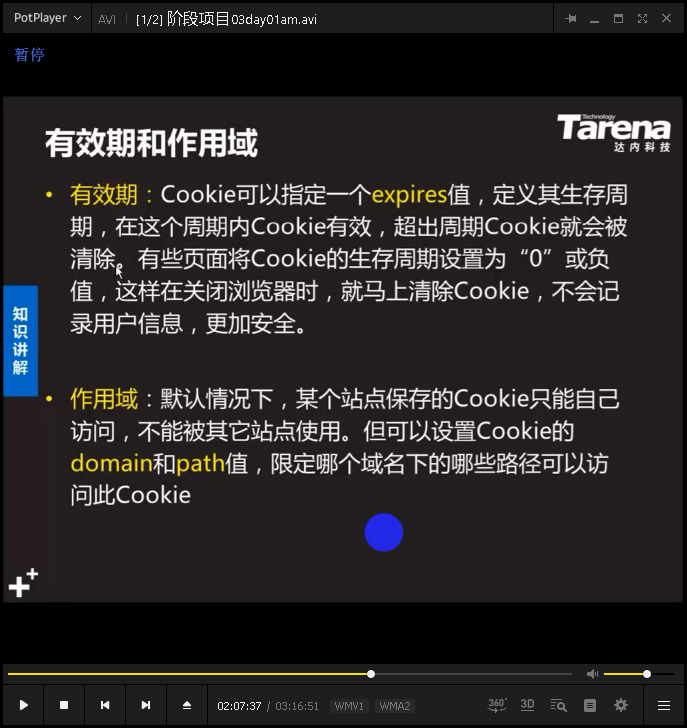 PotPlayer AVI [1/2] 阶段项目03day01am.avi
暂停
有效期和作用域
Technology
Tarena
达内科技
• 有效期：Cookie可以指定一个expires值，定义其生存周
期，在这个周期内Cookie有效，超出周期Cookie就会被
清除。有些页面将Cookie的生存周期设置为“0”或负
值，这样在关闭浏览器时，就马上清除Cookie，不会记
录用户信息，更加安全。
知识讲解
• 作用域：默认情况下，某个站点保存的Cookie只能自己
访问，不能被其它站点使用。但可以设置Cookie的
domain和path值，限定哪个域名下的哪些路径可以访
问此Cookie
02:07:37 / 03:16:51 WMV1 WMA2 360° 3D